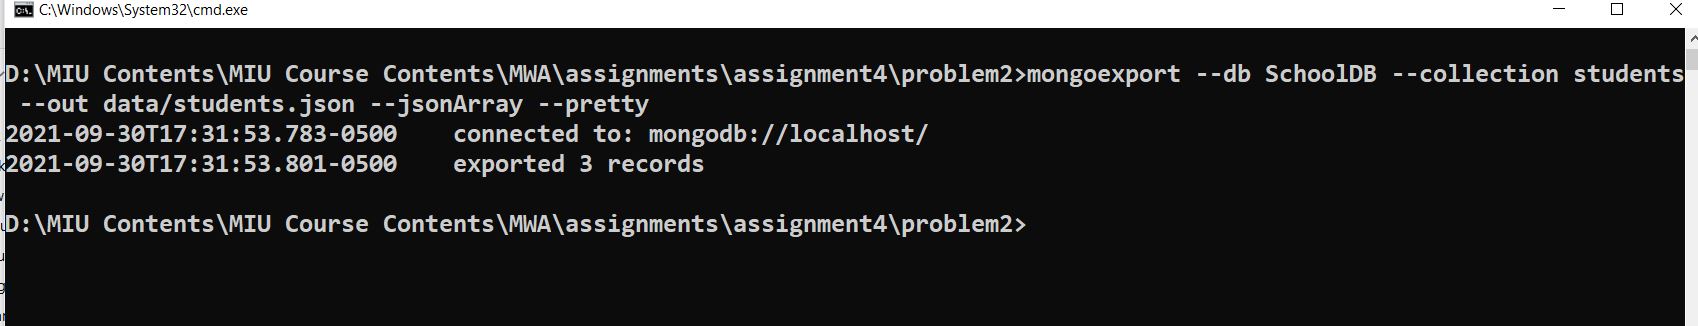 C:\Windows\System32\cmd.exe
D:\MIU Contents\MIU Course Contents\MWA\assignments\assignment4\problem2>mongoexport --db SchoolDB --collection students
--out data/students.json --jsonArray --pretty
2021-09-30T17:31:53.783-0500    connected to: mongodb://localhost/
2021-09-30T17:31:53.801-0500    exported 3 records
D:\MIU Contents\MIU Course Contents\MWA\assignments\assignment4\problem2>